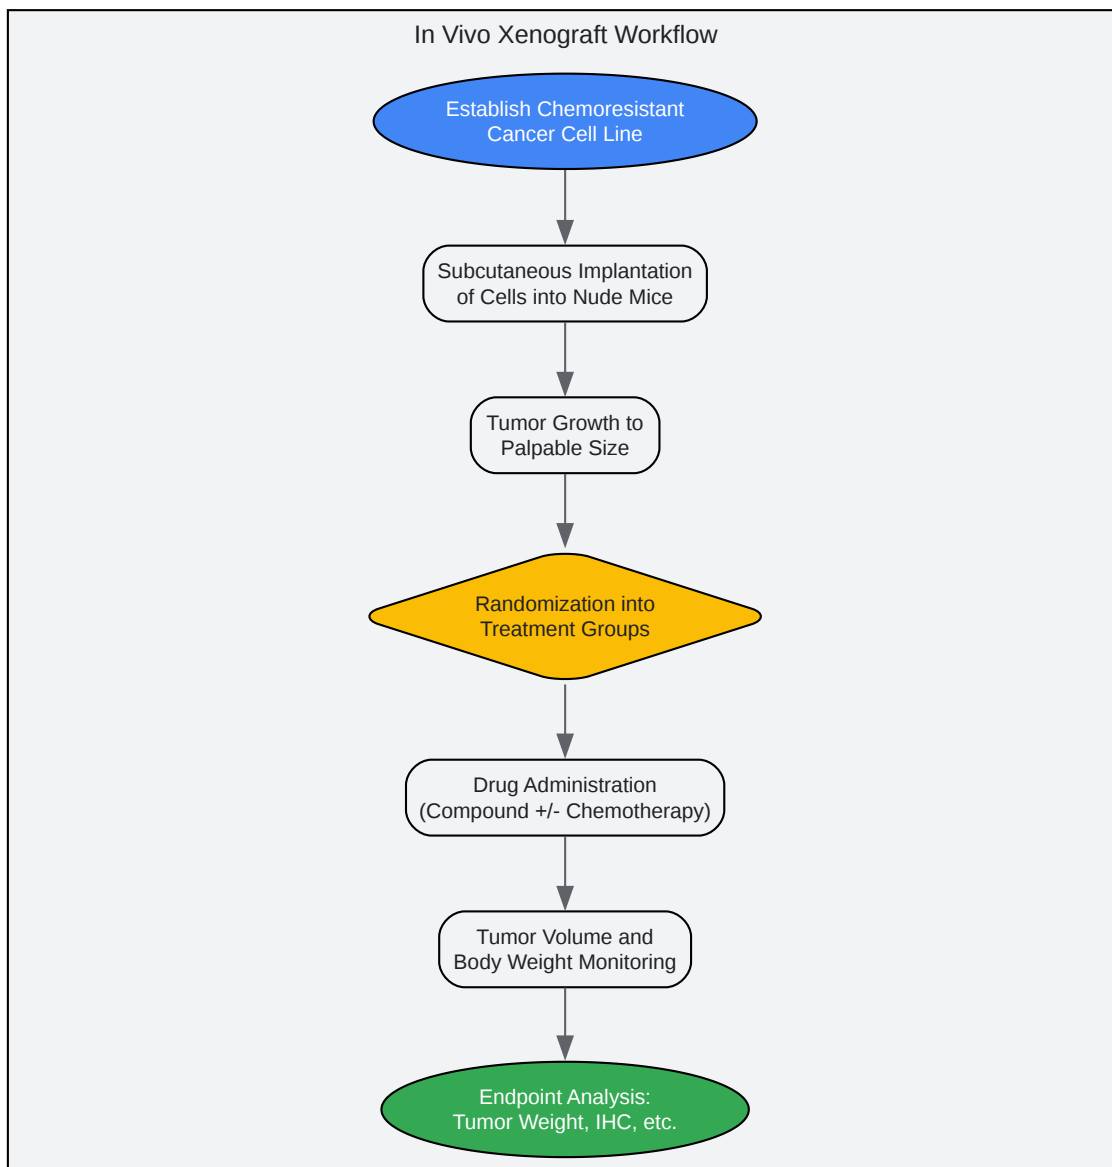 In Vivo Xenograft Workflow
Establish Chemoresistant
Cancer Cell Line
Subcutaneous Implantation
of Cells into Nude Mice
Tumor Growth to
Palpable Size
Randomization into
Treatment Groups
Drug Administration
(Compound +/- Chemotherapy)
Tumor Volume and
Body Weight Monitoring
Endpoint Analysis:
Tumor Weight, IHC, etc.